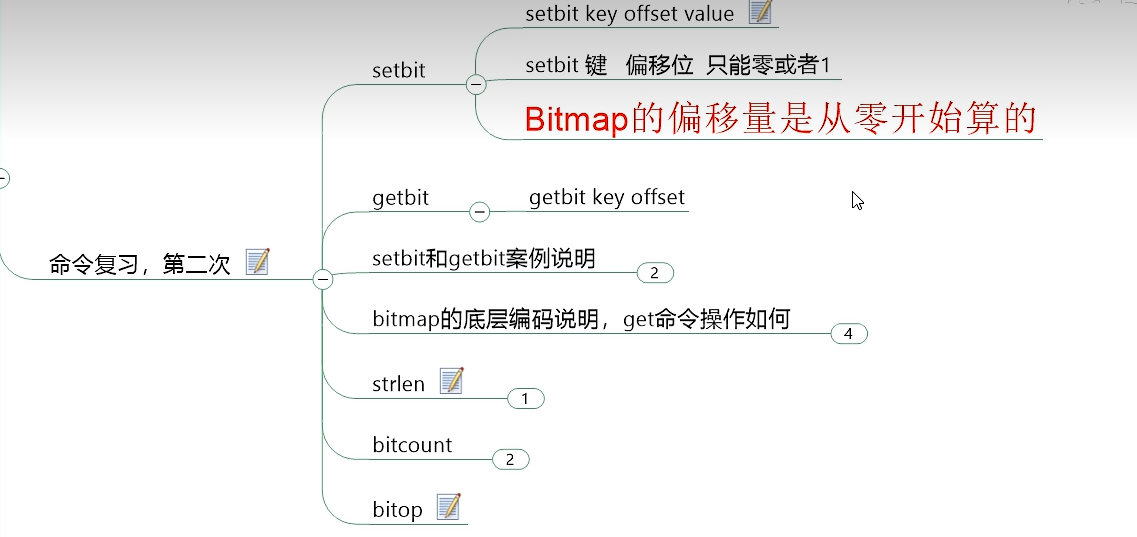 setbit key offset value
setbit
setbit 键 偏移位 只能零或者1
Bitmap的偏移量是从零开始算的
getbit
getbit key offset
命令复习，第二次
setbit和getbit案例说明
2
bitmap的底层编码说明，get命令操作如何
4
strlen
1
bitcount
2
bitop